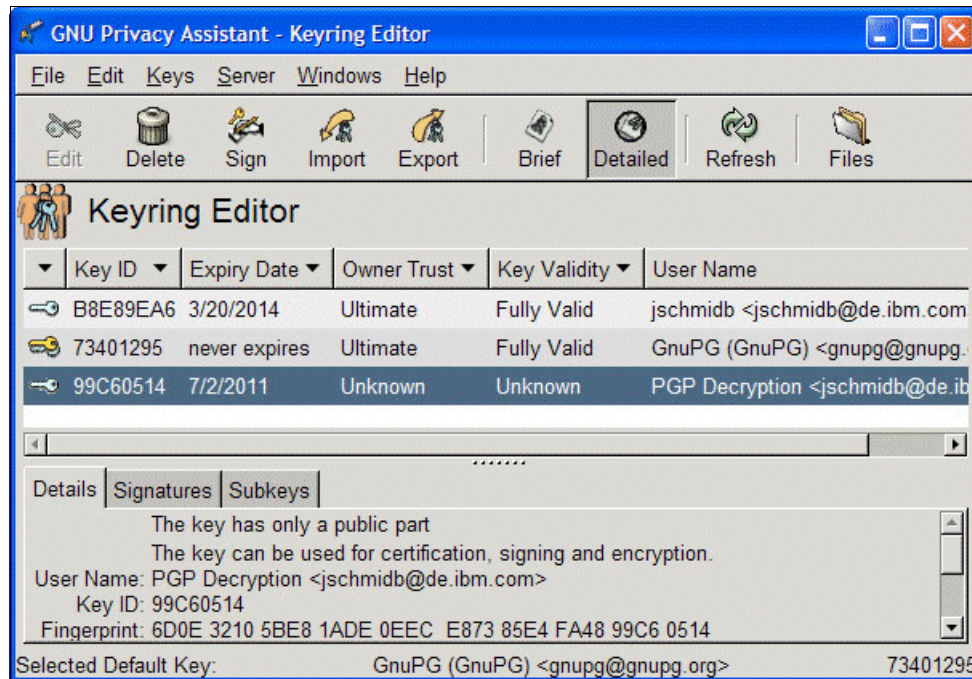 GNU Privacy Assistant - Keyring Editor
File Edit Keys Server Windows Help
Edit Delete Sign Import Export Brief Detailed Refresh Files
Keyring Editor
Key ID Expiry Date Owner Trust Key Validity User Name
B8E89EA6 3/20/2014 Ultimate Fully Valid jschmidb <jschmidb@de.ibm.com
73401295 never expires Ultimate Fully Valid GnuPG (GnuPG) <gnupg@gnupg.
99C60514 7/2/2011 Unknown Unknown PGP Decryption <jschmidb@de.ib
Details Signatures Subkeys
The key has only a public part
The key can be used for certification, signing and encryption.
User Name: PGP Decryption <jschmidb@de.ibm.com>
Key ID: 99C60514
Fingerprint: 6D0E 3210 5BE8 1ADE 0EEC E873 85E4 FA48 99C6 0514
Selected Default Key: GnuPG (GnuPG) <gnupg@gnupg.org> 73401295